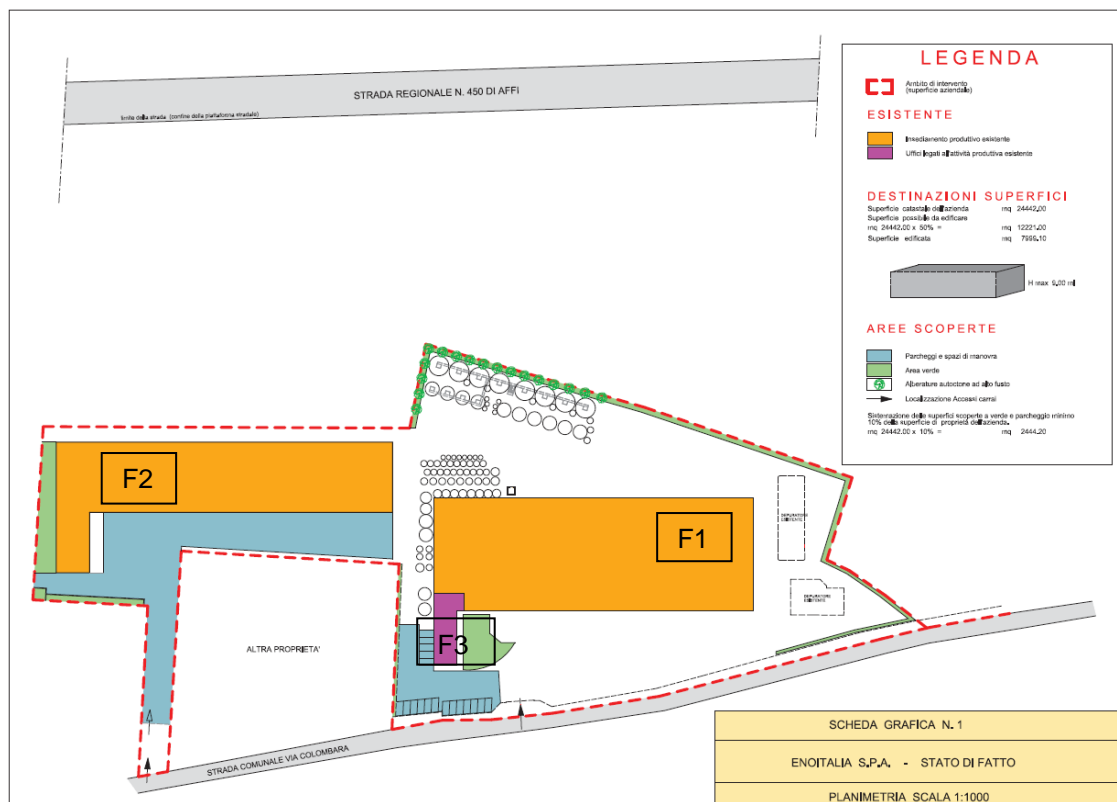 STRADA REGIONALE N. 450 DI AFFI
limite della strada (confine della piattaforma stradale)
LEGENDA
Ambito di intervento
(superficie aziendale)
ESISTENTE
Insediamento produttivo esistente
Uffici legati all'attività produttiva esistente
DESTINAZIONI SUPERFICI
Superficie catastale dell'azienda mq 24442.00
Superficie possibile da edificare
mq 24442.00 x 50% = mq 12221.00
Superficie edificata mq 7999.10
H max 9.00 ml
AREE SCOPERTE
Parcheggi e spazi di manovra
Area verde
Alberature autoctone ad alto fusto
Localizzazione Accessi carrai
Sistemazione delle superfici scoperte a verde e parcheggio minimo
10% della superficie di proprietà dell'azienda.
mq 24442.00 x 10% = mq 2444.20
F2
F1
DEPURATORE
ESISTENTE
DEPURATORE
ESISTENTE
F3
ALTRA PROPRIETA'
STRADA COMUNALE VIA COLOMBARA
SCHEDA GRAFICA N. 1
ENOITALIA S.P.A. - STATO DI FATTO
PLANIMETRIA SCALA 1:1000